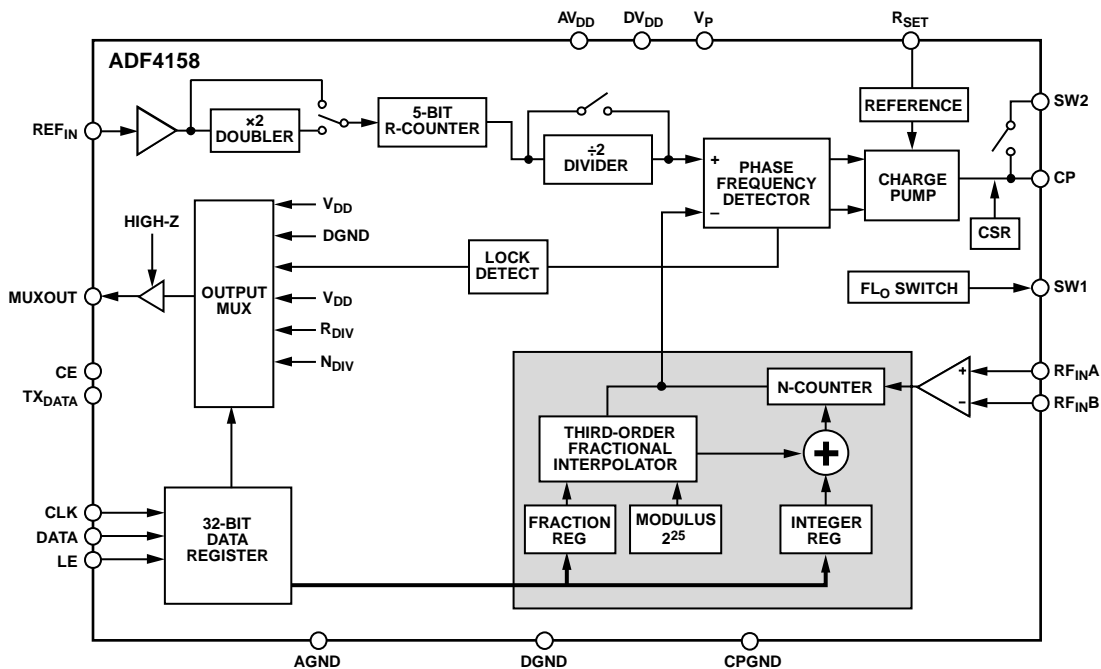 AVDD DVDD VP RSET
ADF4158
REFIN
×2
DOUBLER
5-BIT
R-COUNTER
÷2
DIVIDER
+
–
PHASE
FREQUENCY
DETECTOR
REFERENCE
CHARGE
PUMP
CSR
SW2
CP
HIGH-Z
MUXOUT
OUTPUT
MUX
VDD
DGND
LOCK
DETECT
VDD
RDIV
NDIV
FLO SWITCH
SW1
CE
TXDATA
N-COUNTER
+
–
RFINA
RFINB
THIRD-ORDER
FRACTIONAL
INTERPOLATOR
+
CLK
DATA
LE
32-BIT
DATA
REGISTER
FRACTION
REG
MODULUS
2²⁵
INTEGER
REG
AGND DGND CPGND